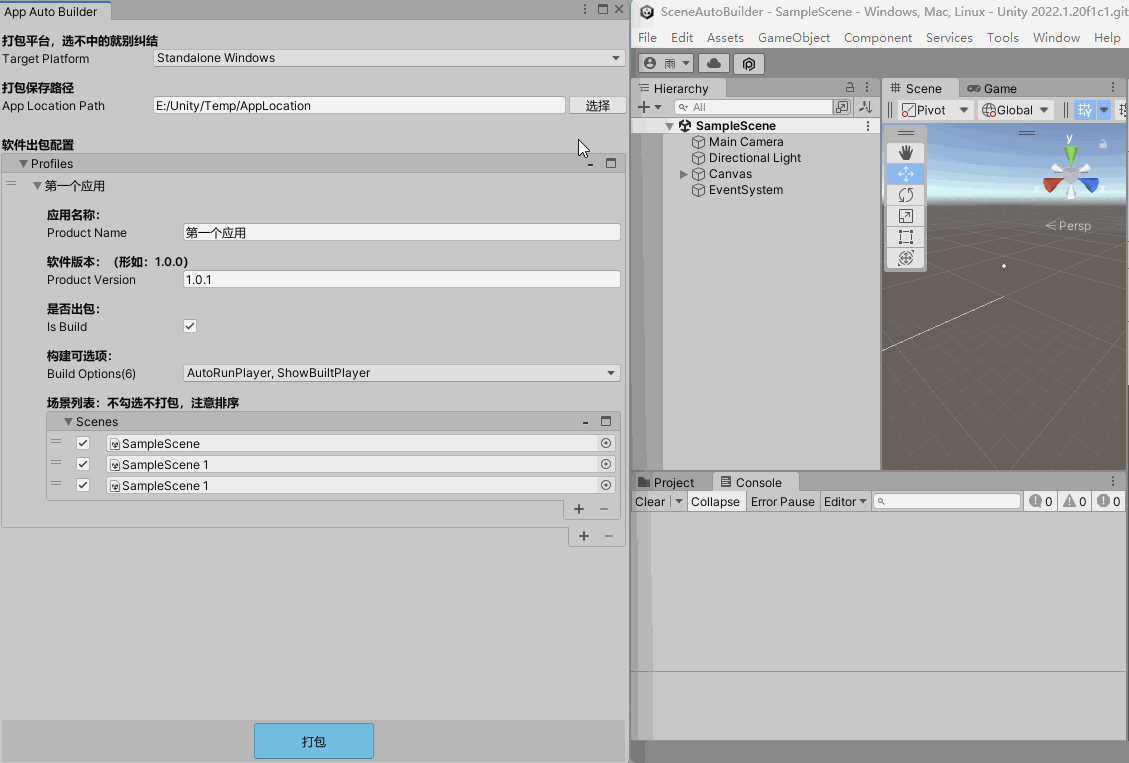 App Auto Builder
打包平台，选不中的就别纠结
Target Platform
Standalone Windows
打包保存路径
App Location Path
E:/Unity/Temp/AppLocation
选择
软件出包配置
Profiles
第一个应用
应用名称：
Product Name
第一个应用
软件版本：（形如：1.0.0）
Product Version
1.0.1
是否出包：
Is Build
构建可选项：
Build Options(6)
AutoRunPlayer, ShowBuiltPlayer
场景列表：不勾选不打包，注意排序
Scenes
SampleScene
SampleScene 1
SampleScene 1
打包
SceneAutoBuilder - SampleScene - Windows, Mac, Linux - Unity 2022.1.20f1c1.git
File Edit Assets GameObject Component Services Tools Window Help
雨
Hierarchy
All
SampleScene
Main Camera
Directional Light
Canvas
EventSystem
Scene
Game
Pivot
Global
y
Persp
Project
Console
Clear
Collapse
Error Pause
Editor
0
0
0